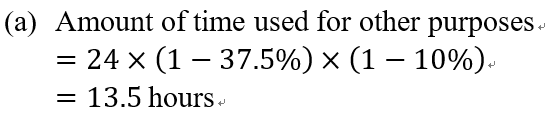 (a) Amount of time used for other purposes
= 24 × (1 − 37.5%) × (1 − 10%)
= 13.5 hours